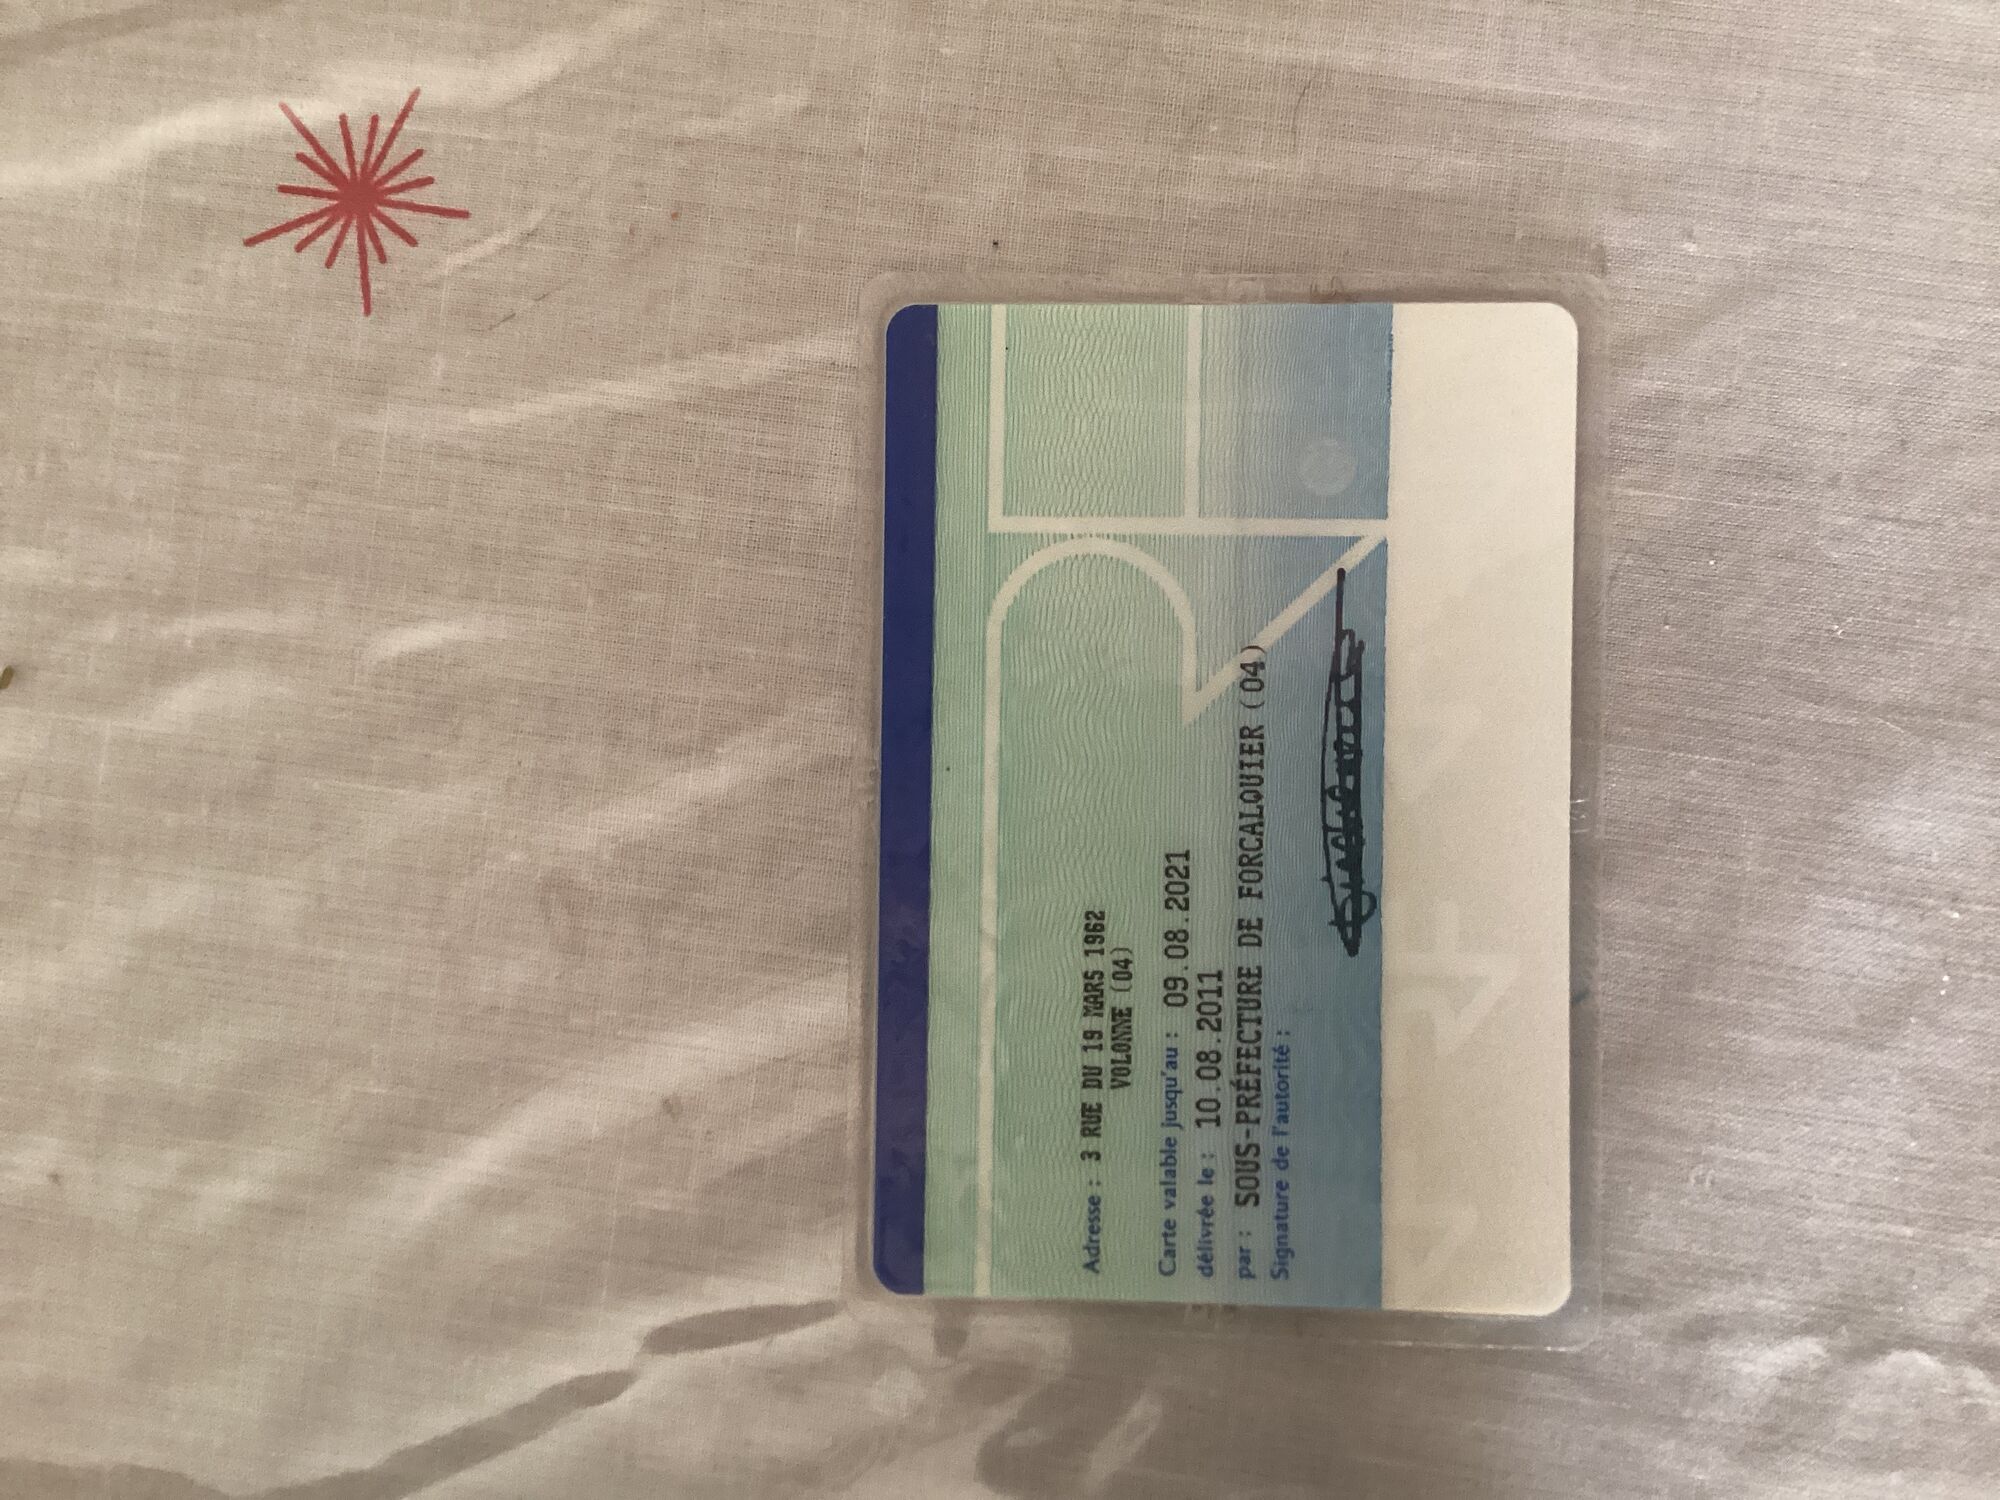 Adresse : 3 RUE DU 19 MARS 1962
VOLONNE (04)
Carte valable jusqu'au : 09.08.2021
délivrée le : 10.08.2011
par : SOUS-PRÉFECTURE DE FORCALQUIER (04)
Signature de l'autorité :